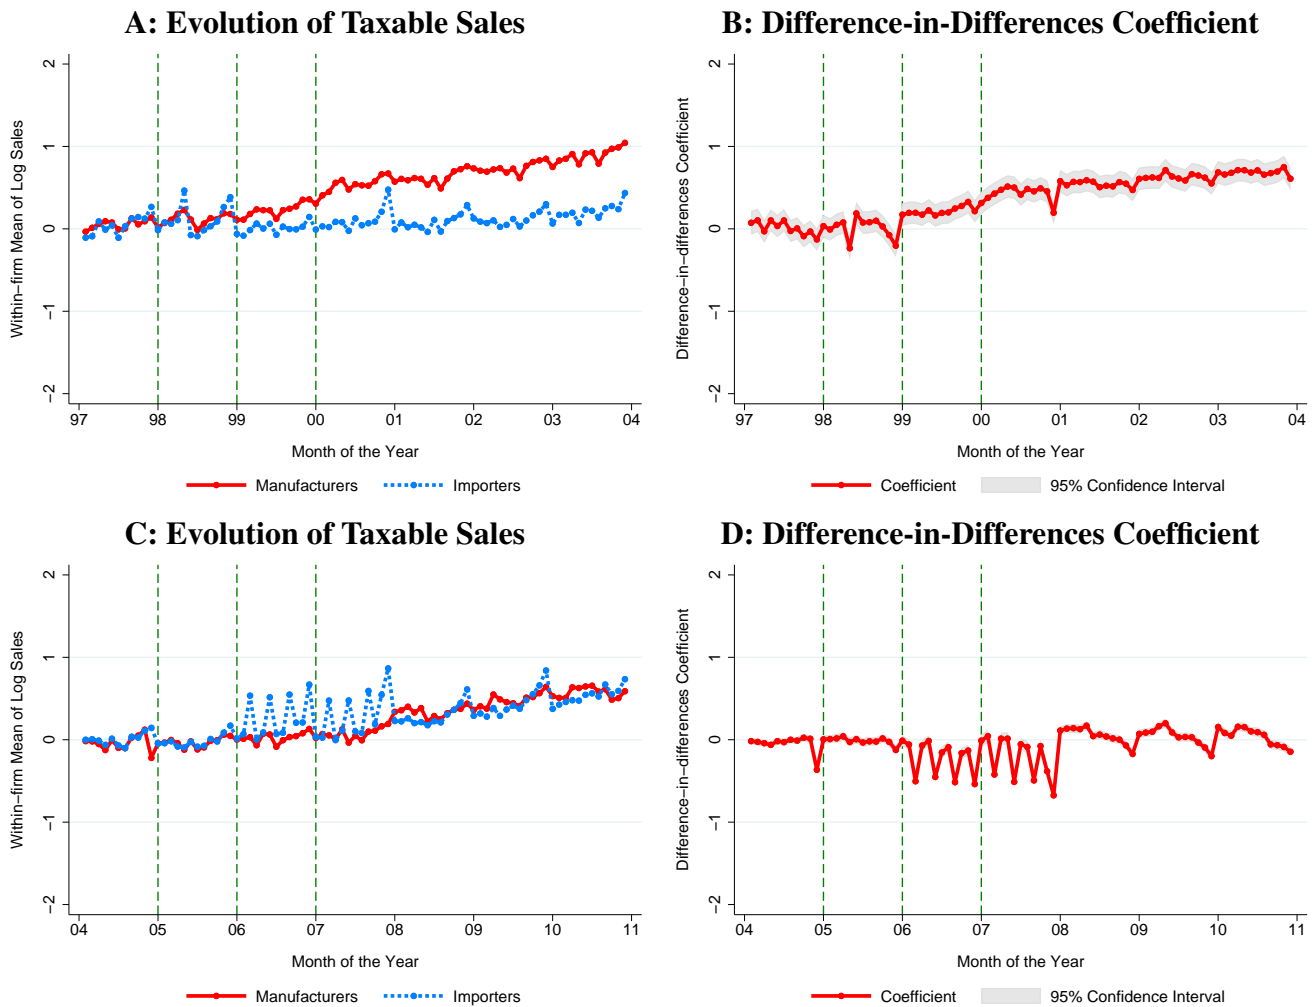 A: Evolution of Taxable Sales
Within−firm Mean of Log Sales
2
1
0
−1
−2
97 98 99 00 01 02 03 04
Month of the Year
Manufacturers Importers
B: Difference-in-Differences Coefficient
Difference−in−differences Coefficient
2
1
0
−1
−2
97 98 99 00 01 02 03 04
Month of the Year
Coefficient 95% Confidence Interval
C: Evolution of Taxable Sales
Within−firm Mean of Log Sales
2
1
0
−1
−2
04 05 06 07 08 09 10 11
Month of the Year
Manufacturers Importers
D: Difference-in-Differences Coefficient
Difference−in−differences Coefficient
2
1
0
−1
−2
04 05 06 07 08 09 10 11
Month of the Year
Coefficient 95% Confidence Interval